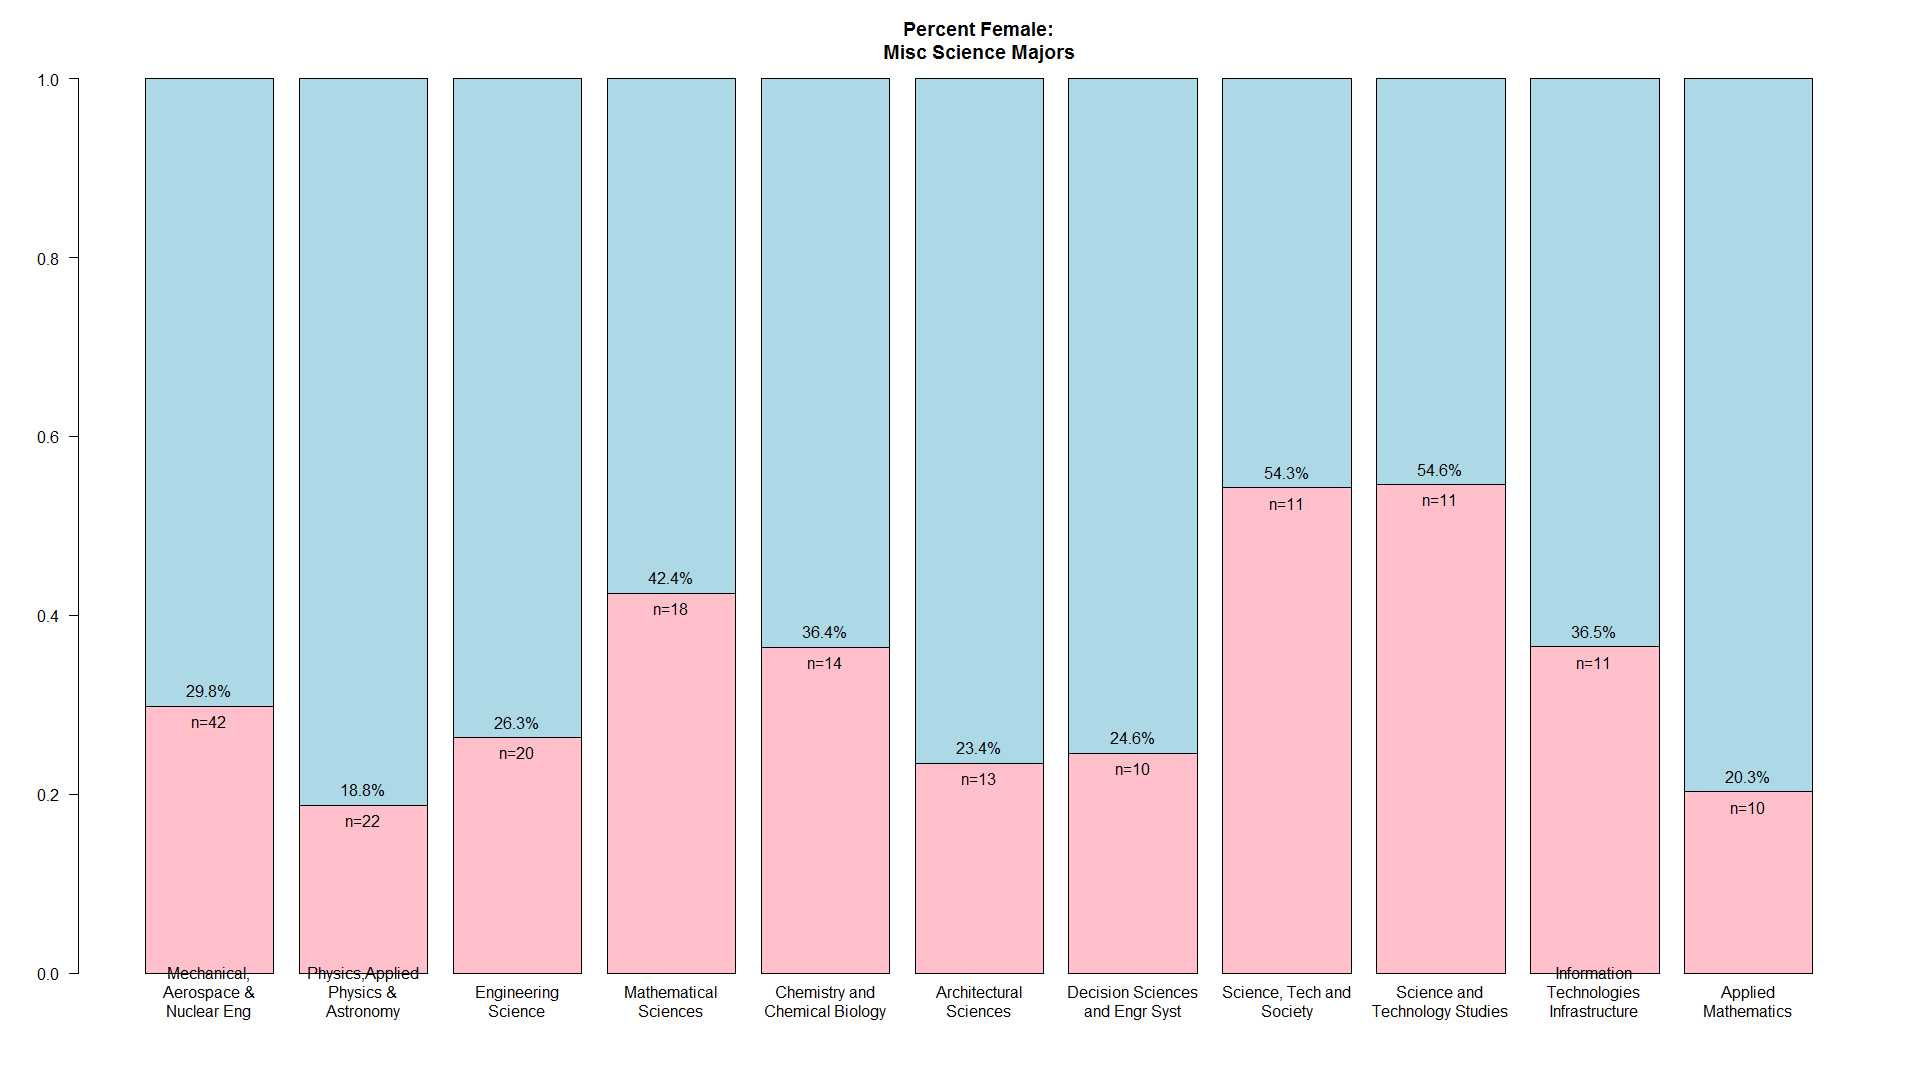 Percent Female:
Misc Science Majors
1.0
0.8
0.6
0.4
0.2
0.0
29.8%
n=42
18.8%
n=22
26.3%
n=20
42.4%
n=18
36.4%
n=14
23.4%
n=13
24.6%
n=10
54.3%
n=11
54.6%
n=11
36.5%
n=11
20.3%
n=10
Mechanical,
Aerospace &
Nuclear Eng
Physics,Applied
Physics &
Astronomy
Engineering
Science
Mathematical
Sciences
Chemistry and
Chemical Biology
Architectural
Sciences
Decision Sciences
and Engr Syst
Science, Tech and
Society
Science and
Technology Studies
Information
Technologies
Infrastructure
Applied
Mathematics